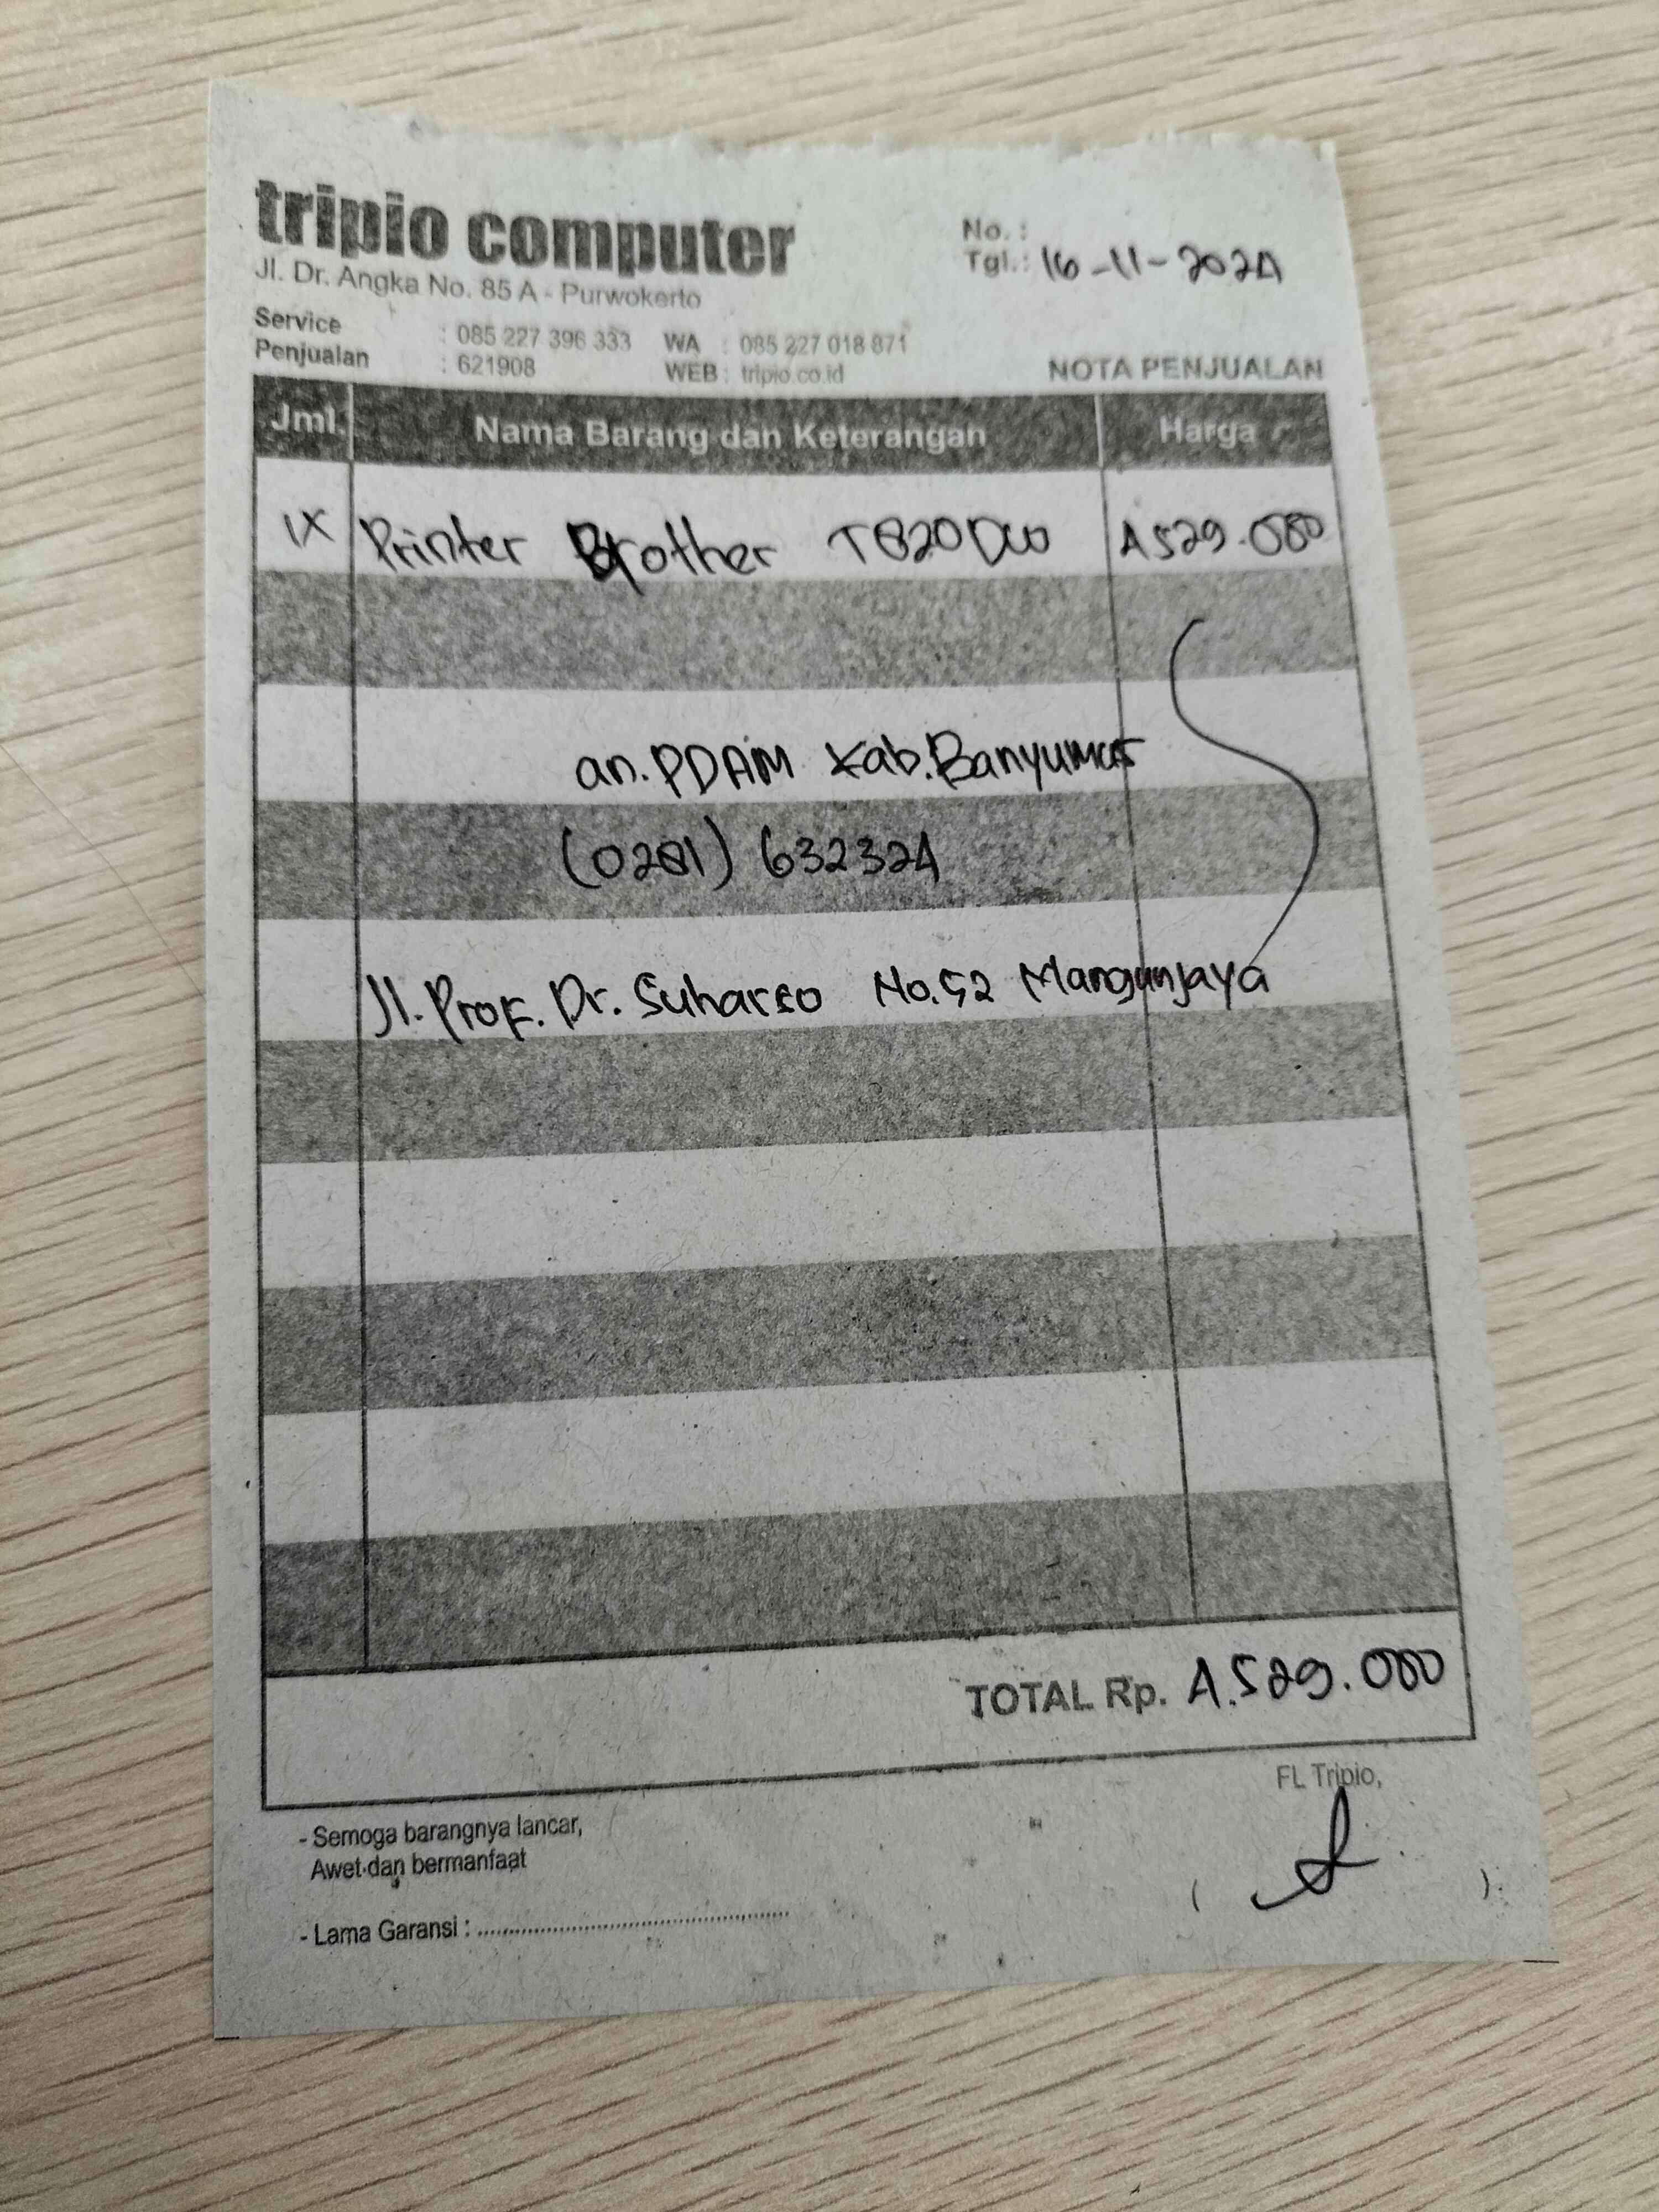 tripio computer
Jl. Dr. Angka No. 85 A - Purwokerto
No. :
Tgl. : 16-11-2024
Service : 085 227 396 333 WA : 085 227 018 871
Penjualan : 621908 WEB : tripio.co.id
NOTA PENJUALAN
Jml. Nama Barang dan Keterangan Harga
1X Printer Brother T820DW 4529.000
an. PDAM Kab. Banyumas
(0281) 632324
Jl. Prof. Dr. Suharso No. 52 Mangunjaya
TOTAL Rp. 4.529.000
FL Tripio,
- Semoga barangnya lancar,
Awet dan bermanfaat
( )
- Lama Garansi : ........................................